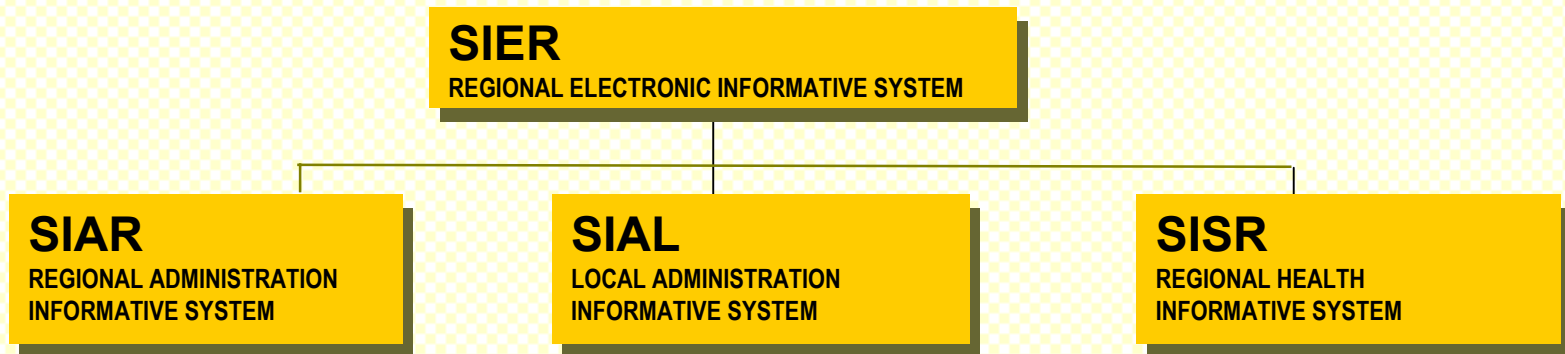 SIER
REGIONAL ELECTRONIC INFORMATIVE SYSTEM
SIAR
REGIONAL ADMINISTRATION
INFORMATIVE SYSTEM
SIAL
LOCAL ADMINISTRATION
INFORMATIVE SYSTEM
SISR
REGIONAL HEALTH
INFORMATIVE SYSTEM